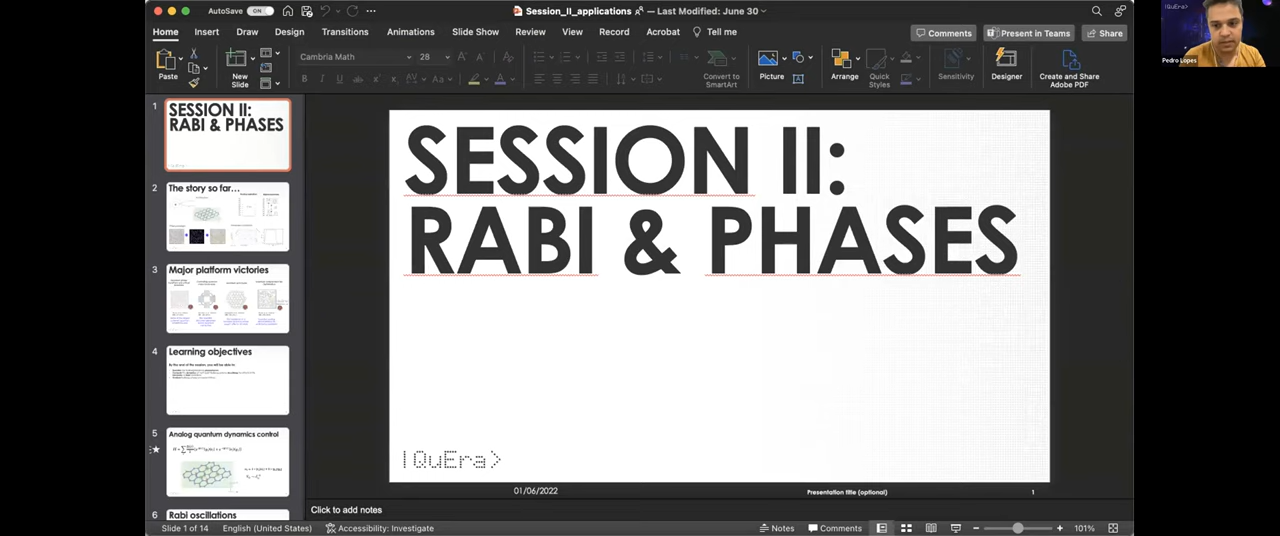 AutoSave ON
Session_II_applications — Last Modified: June 30
Home Insert Draw Design Transitions Animations Slide Show Review View Record Acrobat Tell me
Comments Present in Teams Share
Paste
New Slide
Cambria Math 28
Convert to SmartArt
Picture
Arrange
Quick Styles
Sensitivity
Designer
Create and Share Adobe PDF
|QuEra>
Pedro Lopes
1
SESSION II:
RABI & PHASES
2
The story so far...
3
Major platform victories
4
Learning objectives
5
Analog quantum dynamics control
6
Rabi oscillations
SESSION II:
RABI & PHASES
|QuEra>
01/06/2022
Presentation title (optional)
1
Click to add notes
Slide 1 of 14
English (United States)
Accessibility: Investigate
Notes
Comments
101%